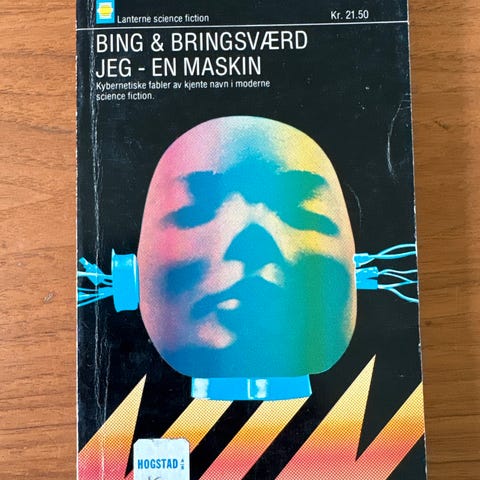 Lanterne science fiction
Kr. 21.50
BING & BRINGSVÆRD
JEG - EN MASKIN
Kybernetiske fabler av kjente navn i moderne
science fiction.
HOGSTAD